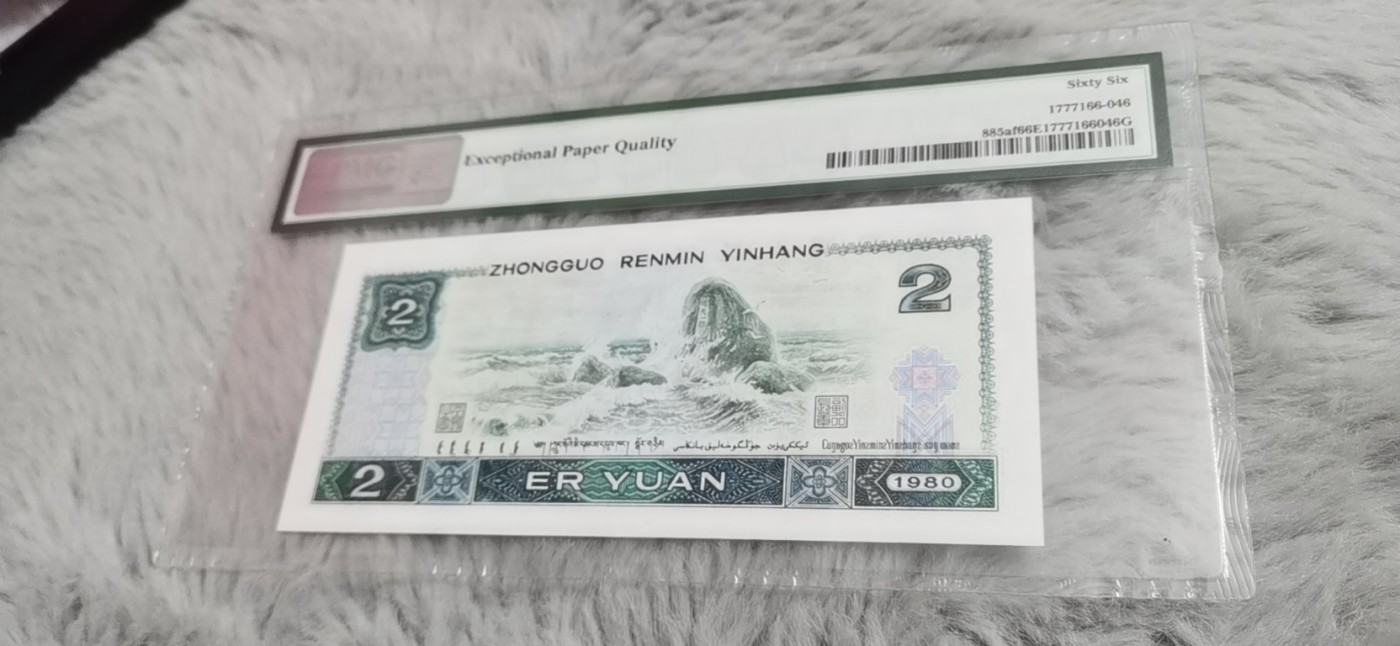 Sixty Six
1777166-046
Exceptional Paper Quality
885af66E1777166046G
ZHONGGUO RENMIN YINHANG
2
2
2
ER YUAN
1980